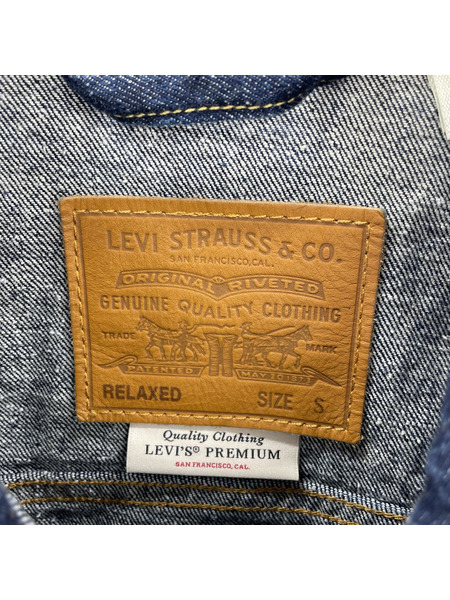 LEVI STRAUSS & CO.
SAN FRANCISCO, CAL.
ORIGINAL RIVETED
GENUINE QUALITY CLOTHING
TRADE MARK
PATENTED MAY 20 1873
RELAXED SIZE S
Quality Clothing
LEVI'S® PREMIUM
SAN FRANCISCO, CAL.